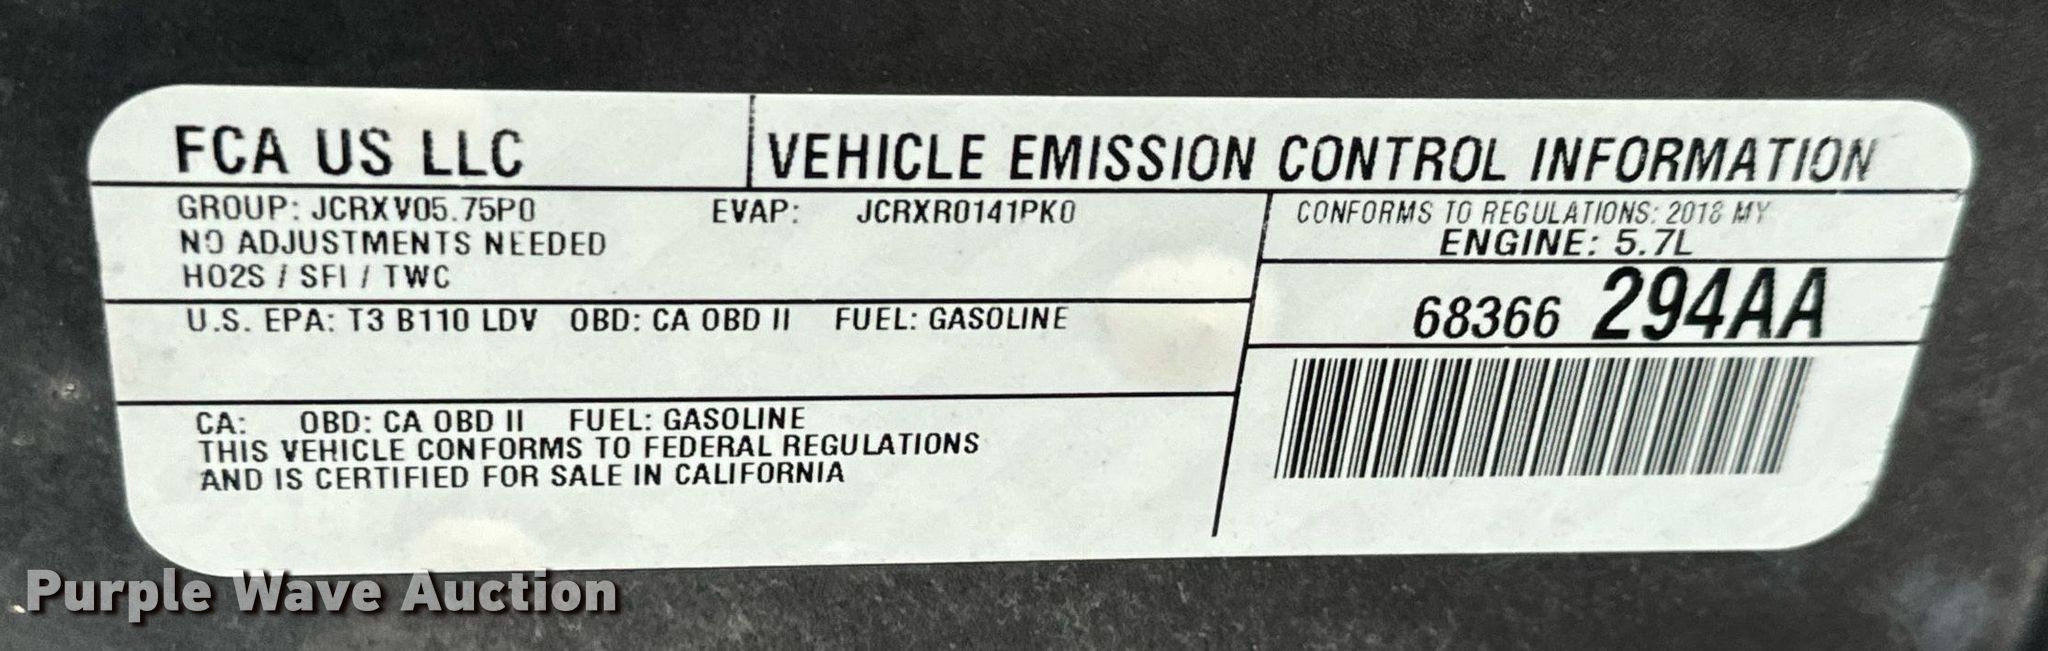 FCA US LLC
VEHICLE EMISSION CONTROL INFORMATION
GROUP: JCRXV05.75P0 EVAP: JCRXR0141PK0
NO ADJUSTMENTS NEEDED
HO2S / SFI / TWC
CONFORMS TO REGULATIONS: 2018 MY
ENGINE: 5.7L
68366 294AA
U.S. EPA: T3 B110 LDV OBD: CA OBD II FUEL: GASOLINE
CA: OBD: CA OBD II FUEL: GASOLINE
THIS VEHICLE CONFORMS TO FEDERAL REGULATIONS
AND IS CERTIFIED FOR SALE IN CALIFORNIA
Purple Wave Auction